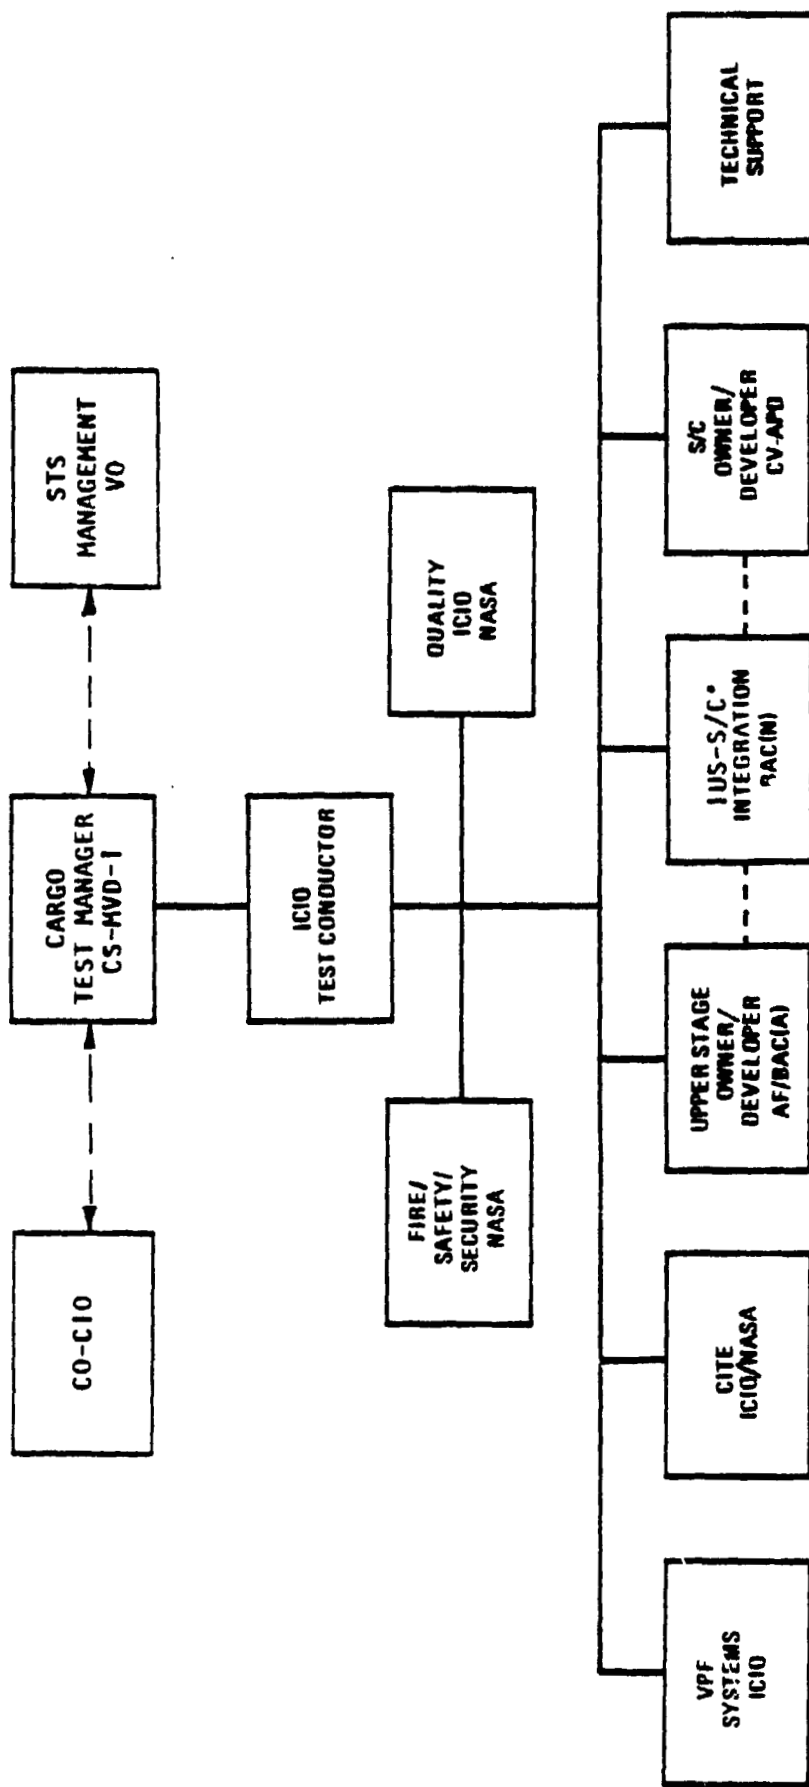 CO-CIO
CARGO
TEST MANAGER
CS-MVD-1
STS
MANAGEMENT
VO
ICIO
TEST CONDUCTOR
FIRE/
SAFETY/
SECURITY
NASA
QUALITY
ICIO
NASA
VPF
SYSTEMS
ICIO
CITE
ICIO/NASA
UPPER STAGE
OWNER/
DEVELOPER
AF/BAC(A)
IUS-S/C*
INTEGRATION
BAC(N)
S/C
OWNER/
DEVELOPER
CV-APO
TECHNICAL
SUPPORT